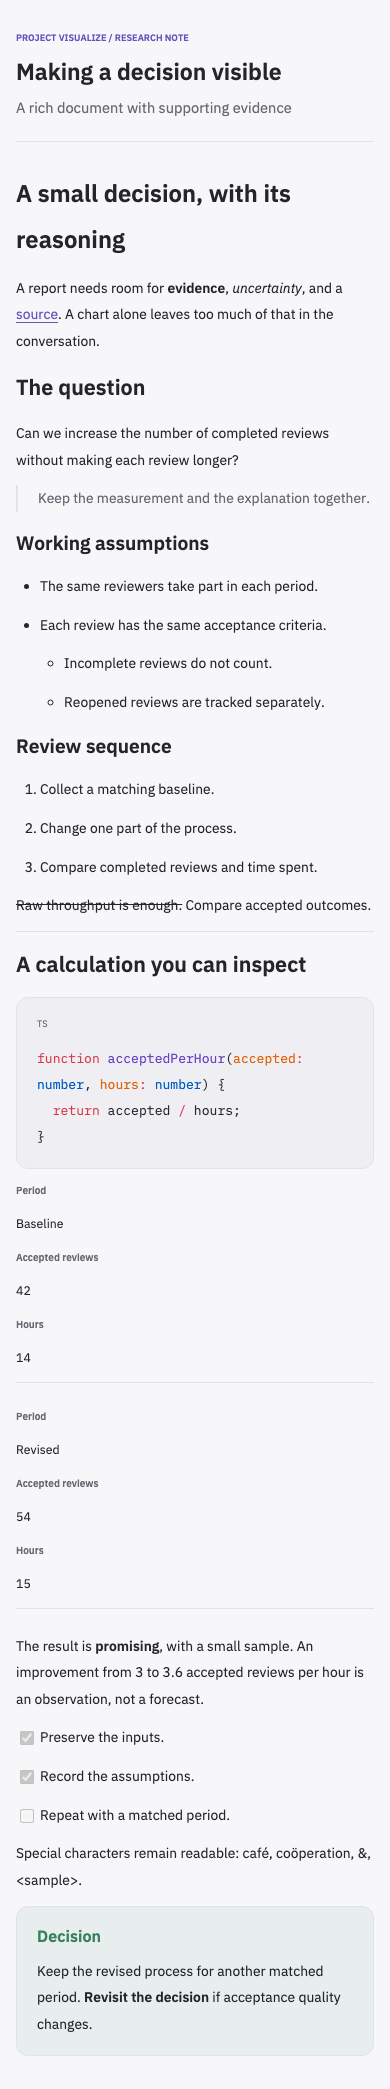 PROJECT VISUALIZE / RESEARCH NOTE
Making a decision visible
A rich document with supporting evidence
A small decision, with its
reasoning
A report needs room for evidence, uncertainty, and a
source. A chart alone leaves too much of that in the
conversation.
The question
Can we increase the number of completed reviews
without making each review longer?
Keep the measurement and the explanation together.
Working assumptions
The same reviewers take part in each period.
Each review has the same acceptance criteria.
Incomplete reviews do not count.
Reopened reviews are tracked separately.
Review sequence
1. Collect a matching baseline.
2. Change one part of the process.
3. Compare completed reviews and time spent.
Raw throughput is enough. Compare accepted outcomes.
A calculation you can inspect
TS
function acceptedPerHour(accepted:
number, hours: number) {
  return accepted / hours;
}
Period
Baseline
Accepted reviews
42
Hours
14
Period
Revised
Accepted reviews
54
Hours
15
The result is promising, with a small sample. An
improvement from 3 to 3.6 accepted reviews per hour is
an observation, not a forecast.
Preserve the inputs.
Record the assumptions.
Repeat with a matched period.
Special characters remain readable: café, coöperation, &,
<sample>.
Decision
Keep the revised process for another matched
period. Revisit the decision if acceptance quality
changes.